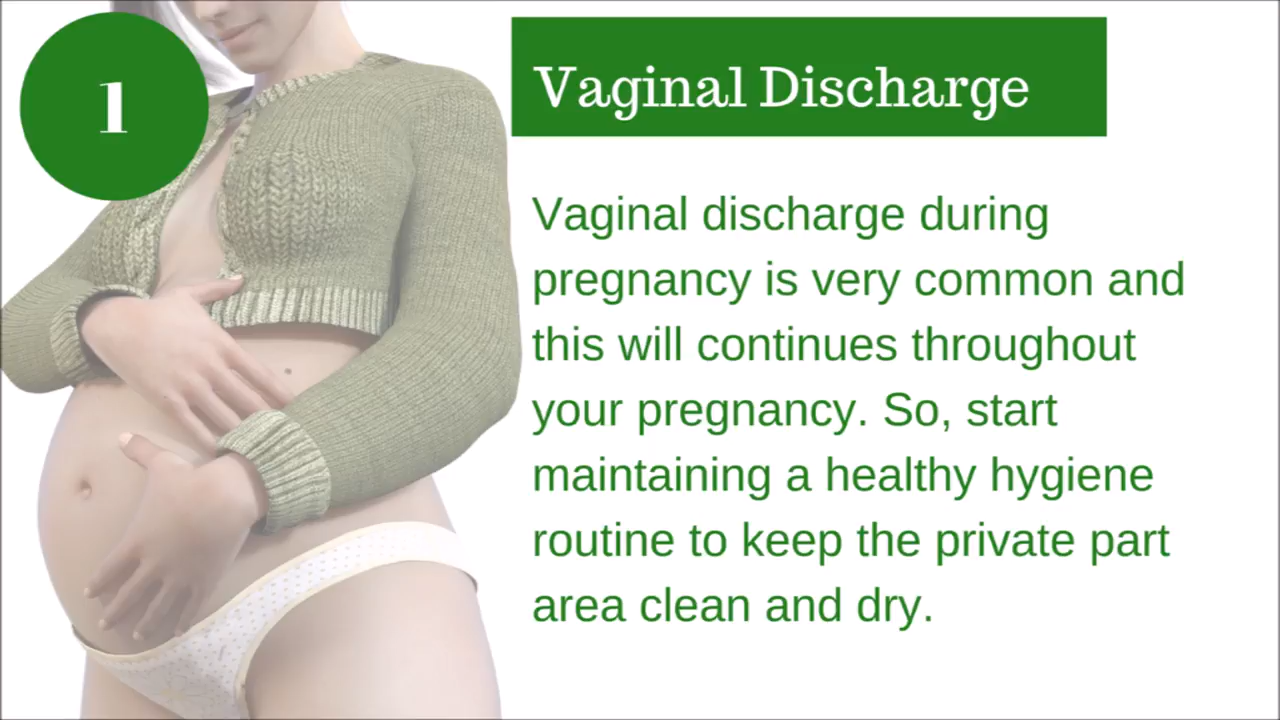 1
Vaginal Discharge
Vaginal discharge during
pregnancy is very common and
this will continues throughout
your pregnancy. So, start
maintaining a healthy hygiene
routine to keep the private part
area clean and dry.